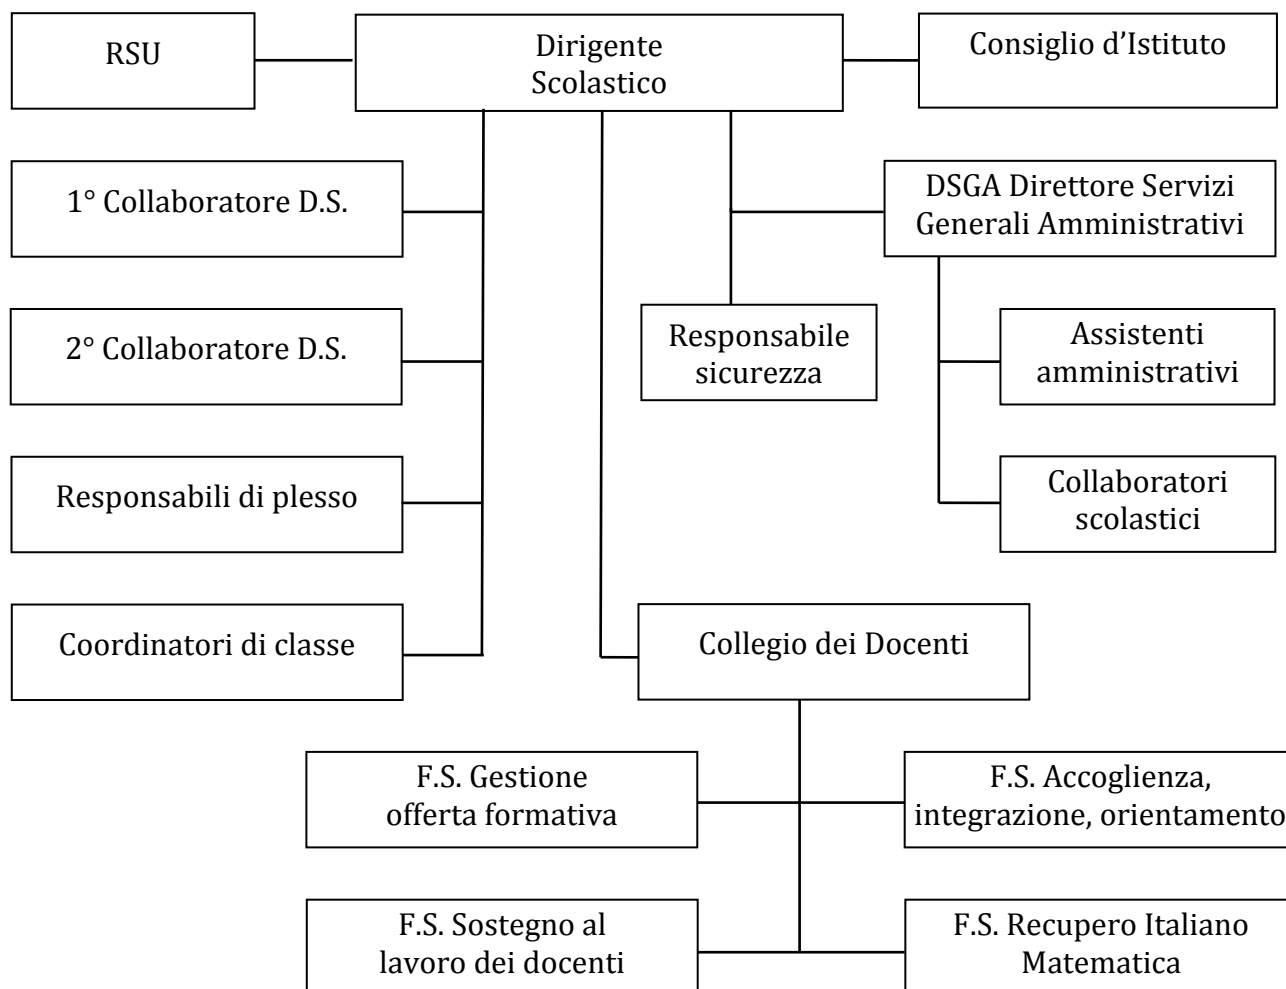 RSU
Dirigente
Scolastico
Consiglio d’Istituto
1° Collaboratore D.S.
DSGA Direttore Servizi
Generali Amministrativi
2° Collaboratore D.S.
Responsabile
sicurezza
Assistenti
amministrativi
Responsabili di plesso
Collaboratori
scolastici
Coordinatori di classe
Collegio dei Docenti
F.S. Gestione
offerta formativa
F.S. Accoglienza,
integrazione, orientamento
F.S. Sostegno al
lavoro dei docenti
F.S. Recupero Italiano
Matematica